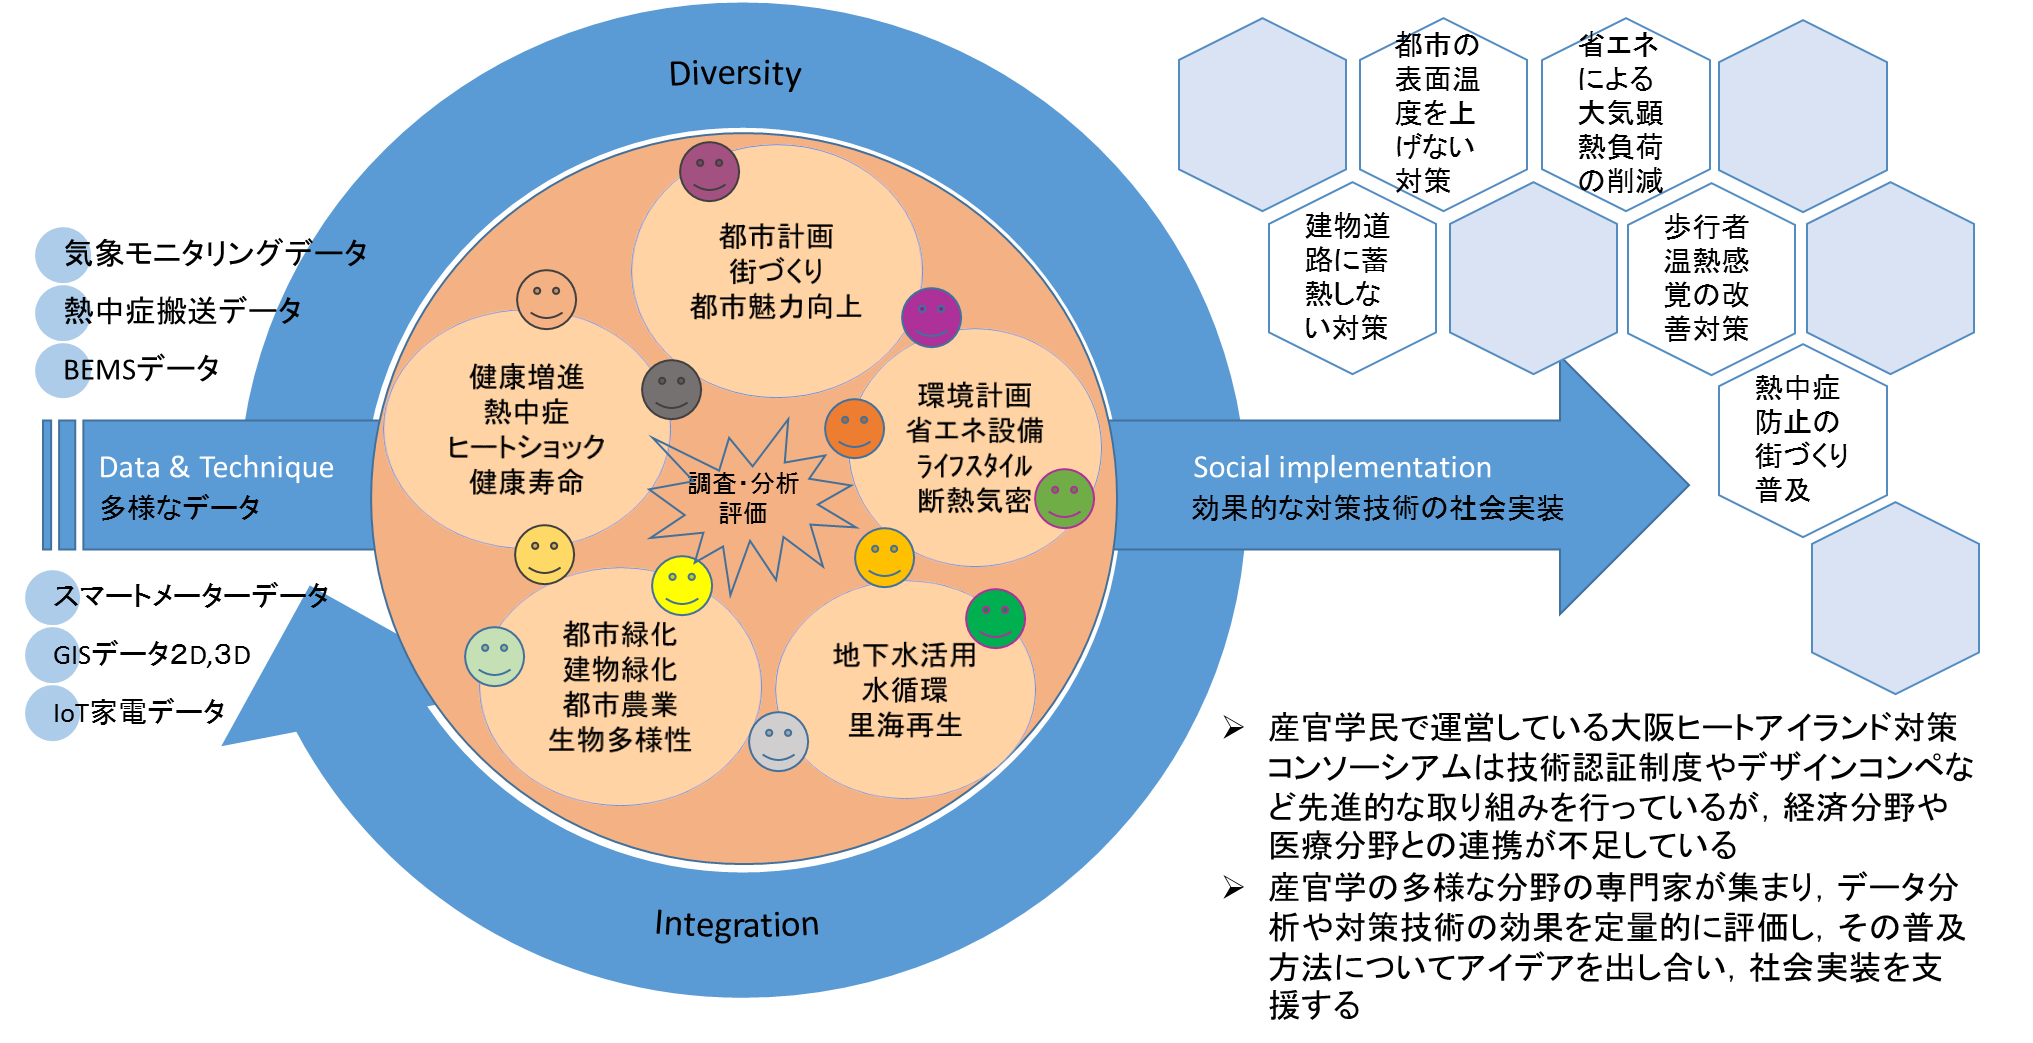 Diversity
気象モニタリングデータ
熱中症搬送データ
BEMSデータ
Data & Technique
多様なデータ
スマートメーターデータ
GISデータ2D,3D
IoT家電データ
都市計画
街づくり
都市魅力向上
健康増進
熱中症
ヒートショック
健康寿命
環境計画
省エネ設備
ﾗｲﾌｽﾀｲﾙ
断熱気密
調査・分析
評価
都市緑化
建物緑化
都市農業
生物多様性
地下水活用
水循環
里海再生
Integration
Social implementation
効果的な対策技術の社会実装
都市の
表面温
度を上
げない
対策
省エネ
による
大気顕
熱負荷
の削減
建物道
路に蓄
熱しな
い対策
歩行者
温熱感
覚の改
善対策
熱中症
防止の
街づくり
普及
➢ 産官学民で運営している大阪ヒートアイランド対策
コンソーシアムは技術認証制度やデザインコンペな
ど先進的な取り組みを行っているが，経済分野や
医療分野との連携が不足している
➢ 産官学の多様な分野の専門家が集まり，データ分
析や対策技術の効果を定量的に評価し，その普及
方法についてアイデアを出し合い，社会実装を支
援する